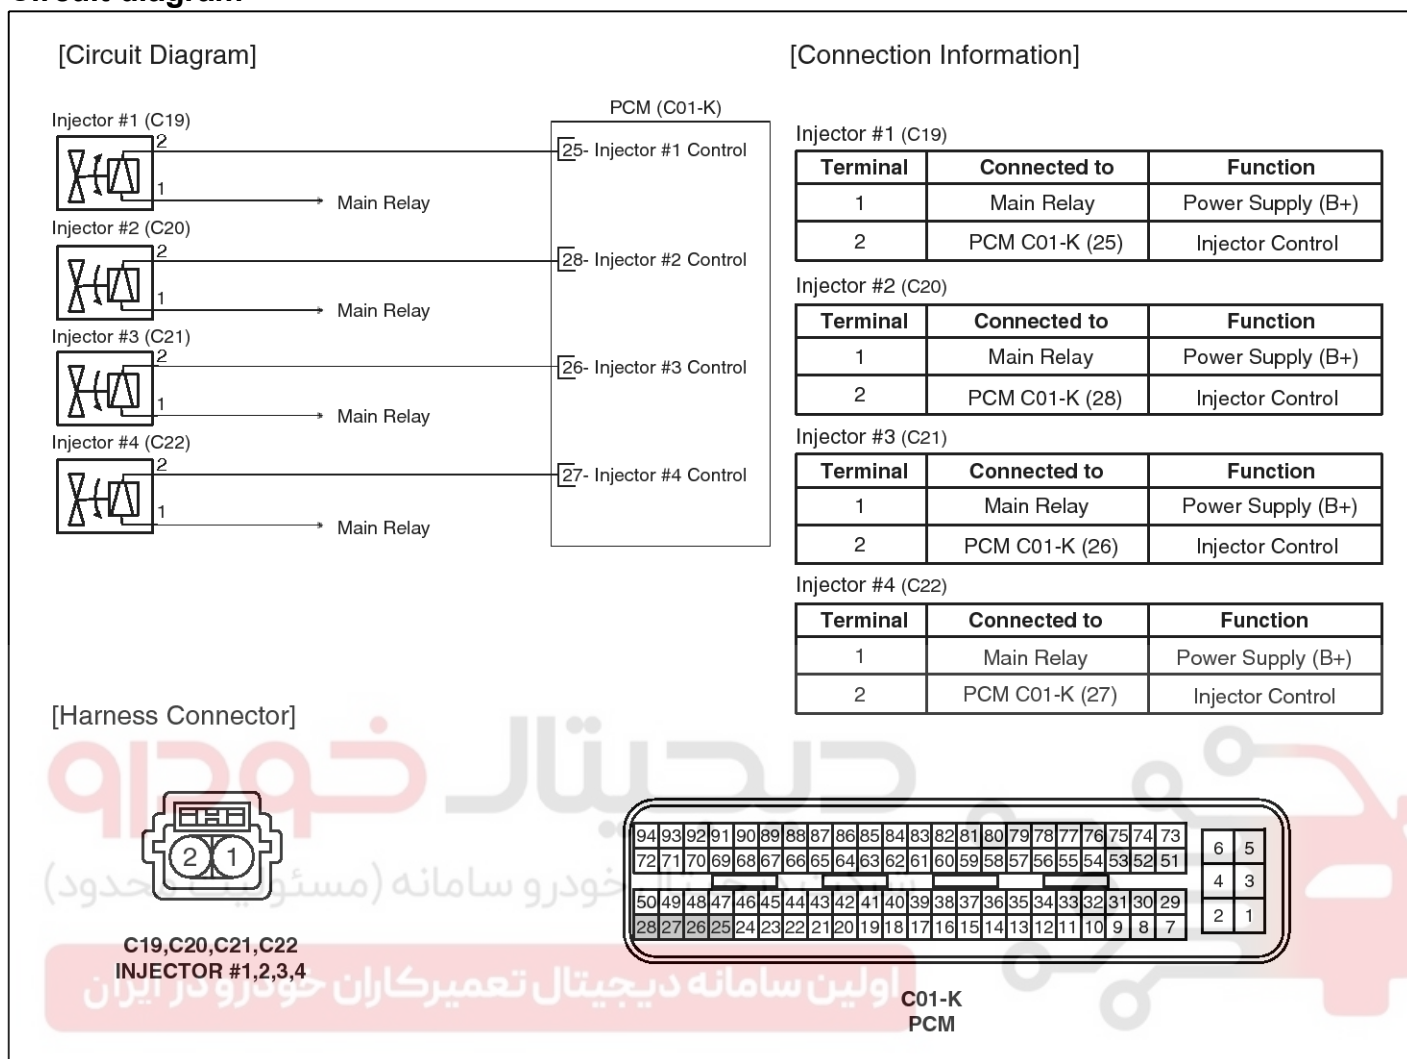 [Circuit Diagram]
Injector #1 (C19)
2
1
Main Relay
Injector #2 (C20)
2
1
Main Relay
Injector #3 (C21)
2
1
Main Relay
Injector #4 (C22)
2
1
Main Relay
PCM (C01-K)
25- Injector #1 Control
28- Injector #2 Control
26- Injector #3 Control
27- Injector #4 Control
[Connection Information]
Injector #1 (C19)
Terminal Connected to Function
1 Main Relay Power Supply (B+)
2 PCM C01-K (25) Injector Control
Injector #2 (C20)
Terminal Connected to Function
1 Main Relay Power Supply (B+)
2 PCM C01-K (28) Injector Control
Injector #3 (C21)
Terminal Connected to Function
1 Main Relay Power Supply (B+)
2 PCM C01-K (26) Injector Control
Injector #4 (C22)
Terminal Connected to Function
1 Main Relay Power Supply (B+)
2 PCM C01-K (27) Injector Control
[Harness Connector]
2 1
C19,C20,C21,C22
INJECTOR #1,2,3,4
94 93 92 91 90 89 88 87 86 85 84 83 82 81 80 79 78 77 76 75 74 73
72 71 70 69 68 67 66 65 64 63 62 61 60 59 58 57 56 55 54 53 52 51
50 49 48 47 46 45 44 43 42 41 40 39 38 37 36 35 34 33 32 31 30 29
28 27 26 25 24 23 22 21 20 19 18 17 16 15 14 13 12 11 10 9 8 7
6 5
4 3
2 1
C01-K
PCM
دیجیتال خودرو
خودرو سامانه (مسئولیت محدود)
اولین سامانه دیجیتال تعمیرکاران خودرو در ایران